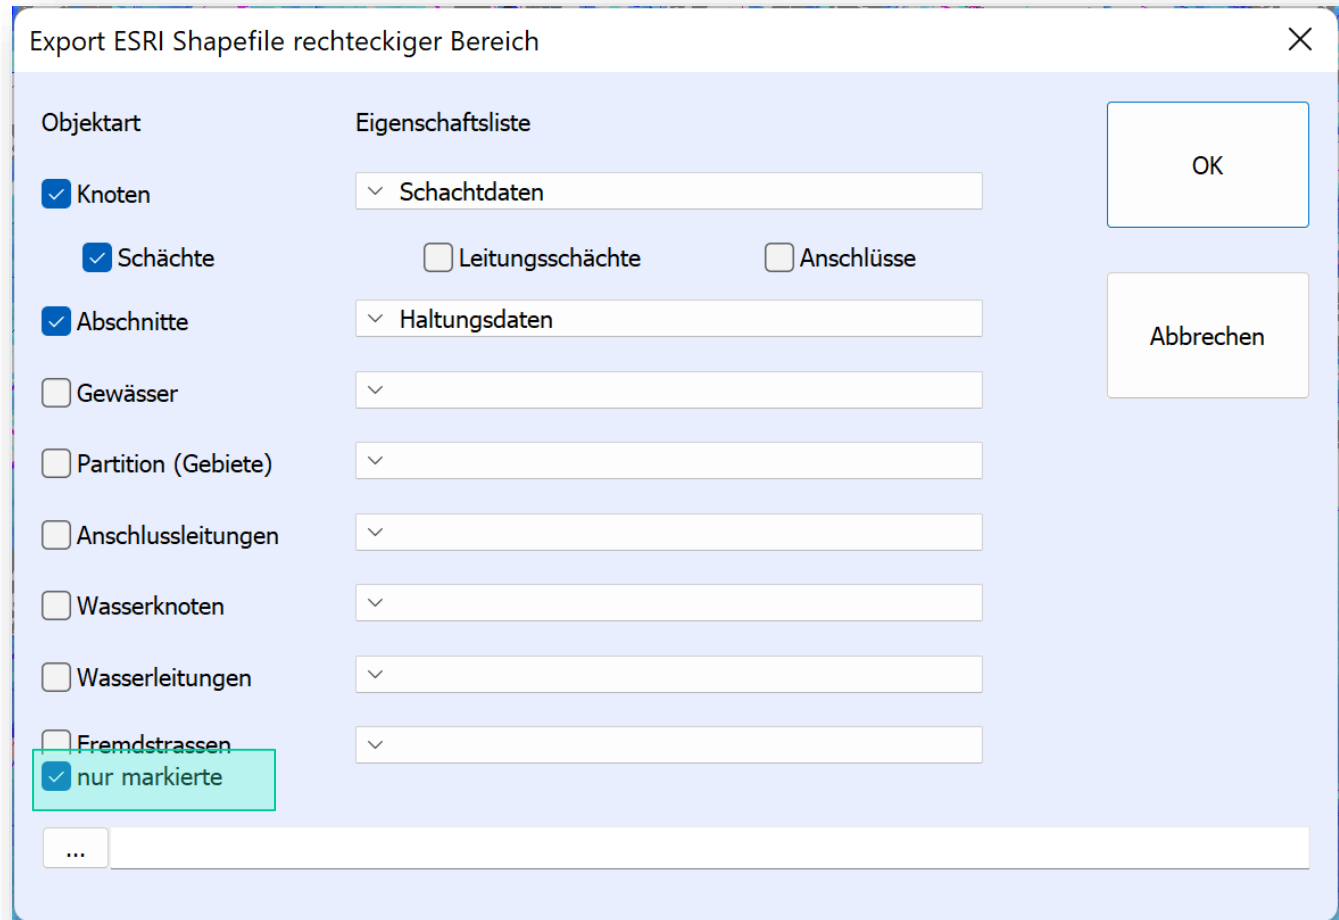 Export ESRI Shapefile rechteckiger Bereich
Objektart Eigenschaftsliste
OK
Knoten Schachtdaten
Schächte Leitungsschächte Anschlüsse
Abschnitte Haltungsdaten
Abbrechen
Gewässer
Partition (Gebiete)
Anschlussleitungen
Wasserknoten
Wasserleitungen
Fremdstrassen
nur markierte
...